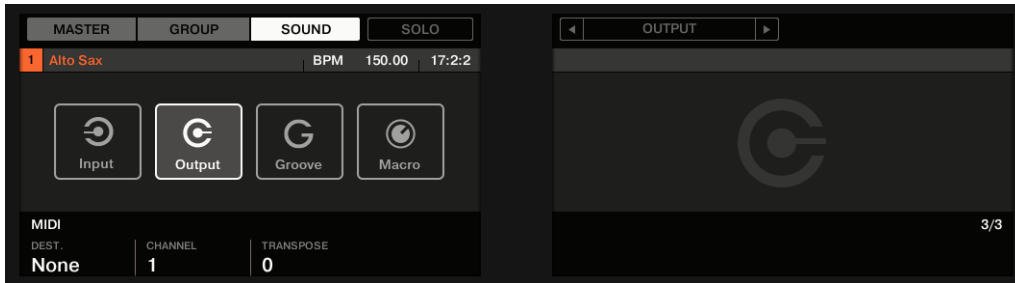 MASTER GROUP SOUND SOLO
1 Alto Sax BPM 150.00 17:2:2
Input Output Groove Macro
MIDI
DEST. CHANNEL TRANSPOSE
None 1 0
OUTPUT
3/3